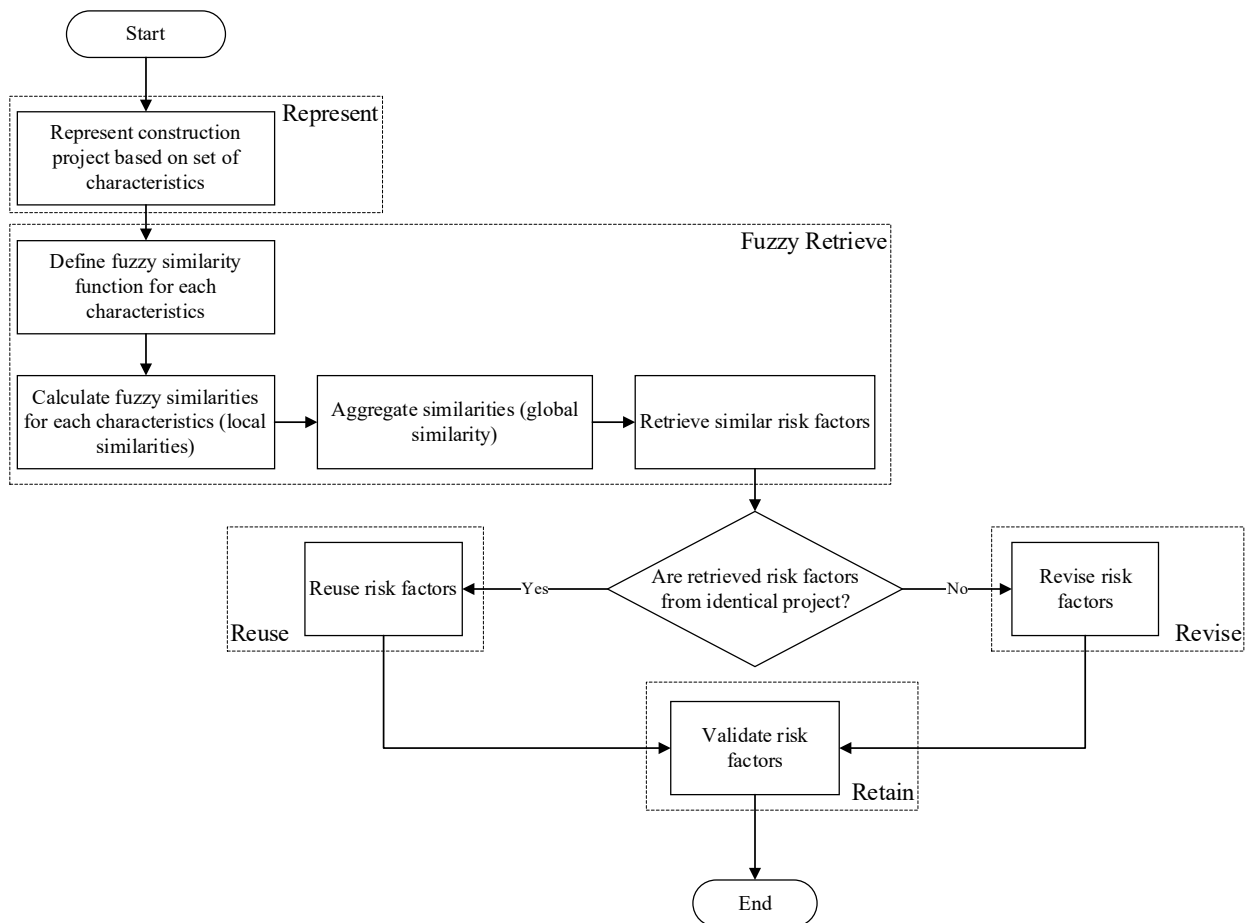 Start
Represent
Represent construction
project based on set of
characteristics
Fuzzy Retrieve
Define fuzzy similarity
function for each
characteristics
Calculate fuzzy similarities
for each characteristics (local
similarities)
Aggregate similarities (global
similarity)
Retrieve similar risk factors
Are retrieved risk factors
from identical project?
Yes
No
Reuse risk factors
Reuse
Revise risk
factors
Revise
Validate risk
factors
Retain
End